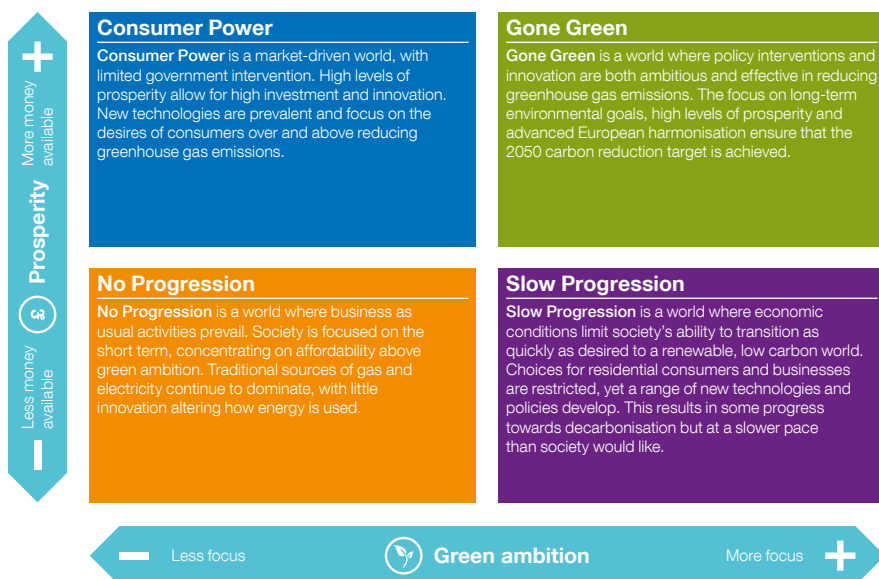 Consumer Power
Consumer Power is a market-driven world, with
limited government intervention. High levels of
prosperity allow for high investment and innovation.
New technologies are prevalent and focus on the
desires of consumers over and above reducing
greenhouse gas emissions.
Gone Green
Gone Green is a world where policy interventions and
innovation are both ambitious and effective in reducing
greenhouse gas emissions. The focus on long-term
environmental goals, high levels of prosperity and
advanced European harmonisation ensure that the
2050 carbon reduction target is achieved.
More money
available
Prosperity
£
Less money
available
No Progression
No Progression is a world where business as
usual activities prevail. Society is focused on the
short term, concentrating on affordability above
green ambition. Traditional sources of gas and
electricity continue to dominate, with little
innovation altering how energy is used.
Slow Progression
Slow Progression is a world where economic
conditions limit society's ability to transition as
quickly as desired to a renewable, low carbon world.
Choices for residential consumers and businesses
are restricted, yet a range of new technologies and
policies develop. This results in some progress
towards decarbonisation but at a slower pace
than society would like.
Less focus
Green ambition
More focus